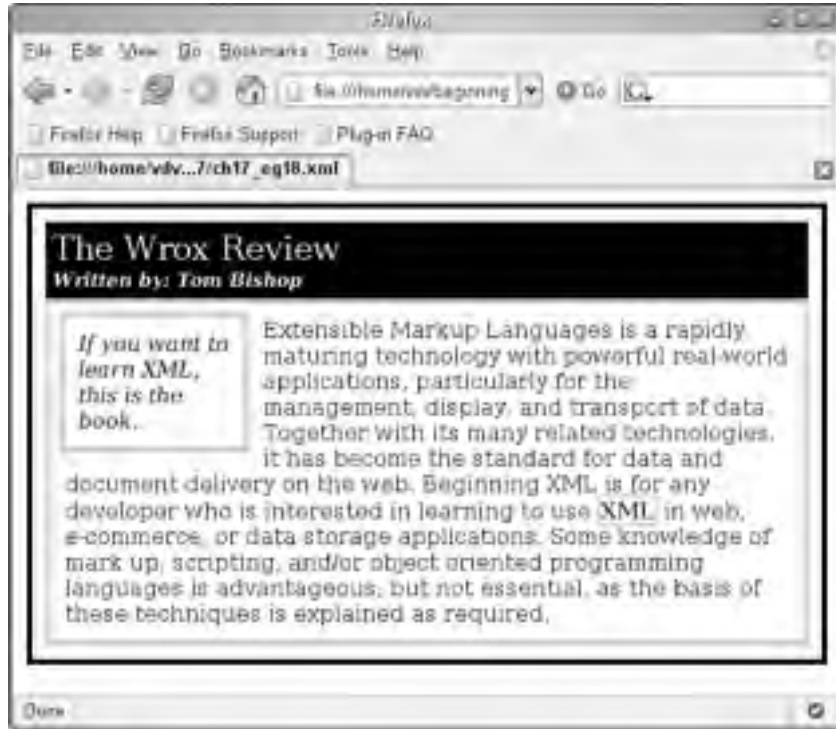 Firefox
File Edit View Go Bookmarks Tools Help
file:///home/vdv/beginning Go
Firefox Help Firefox Support Plug-in FAQ
file:///home/vdv...7/ch17_eg18.xml
The Wrox Review
Written by: Tom Bishop
If you want to
learn XML,
this is the
book.
Extensible Markup Languages is a rapidly
maturing technology with powerful real-world
applications, particularly for the
management, display, and transport of data.
Together with its many related technologies,
it has become the standard for data and
document delivery on the web. Beginning XML is for any
developer who is interested in learning to use XML in web,
e-commerce, or data storage applications. Some knowledge of
mark up, scripting, and/or object oriented programming
languages is advantageous, but not essential, as the basis of
these techniques is explained as required.
Done